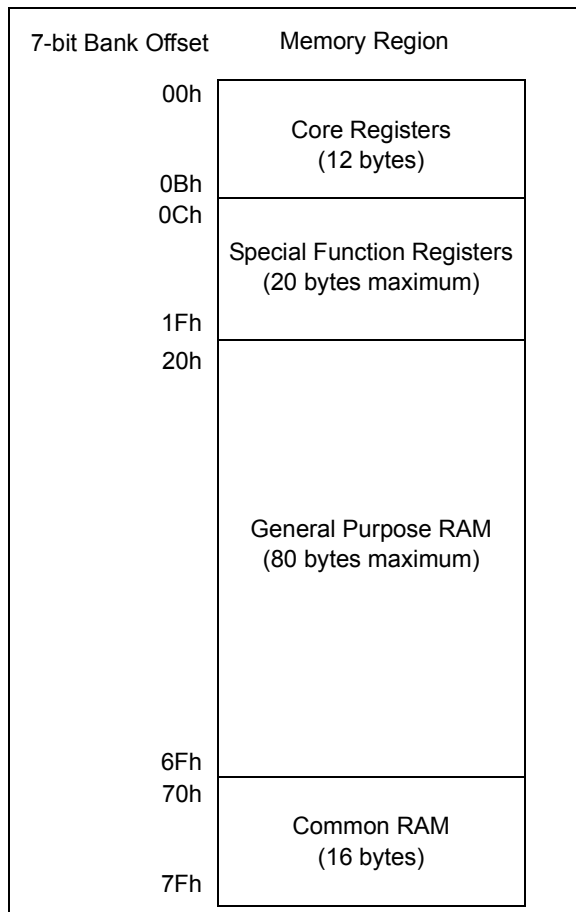 7-bit Bank Offset Memory Region
00h
Core Registers
(12 bytes)
0Bh
0Ch
Special Function Registers
(20 bytes maximum)
1Fh
20h
General Purpose RAM
(80 bytes maximum)
6Fh
70h
Common RAM
(16 bytes)
7Fh